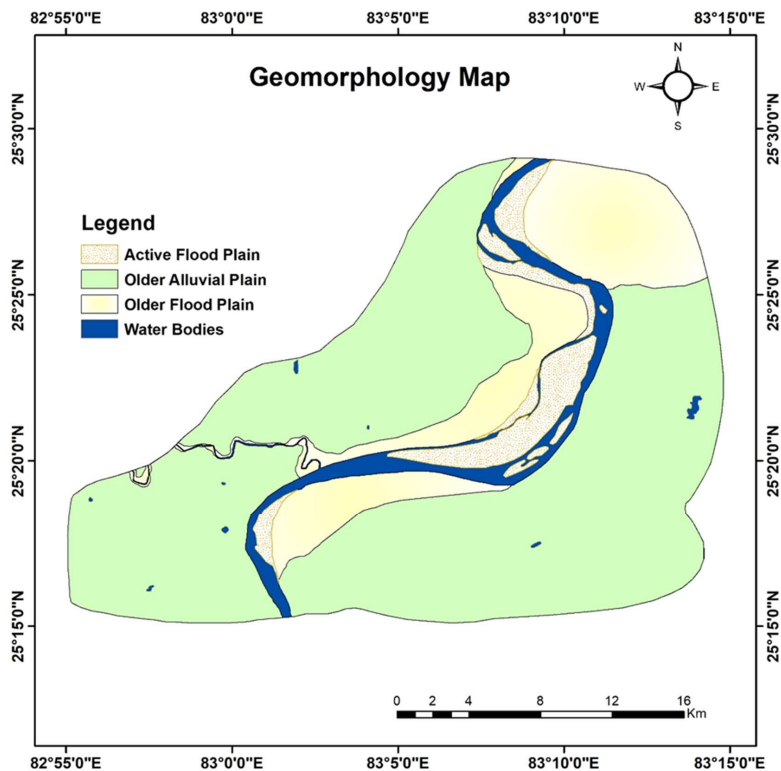 82°55'0"E 83°0'0"E 83°5'0"E 83°10'0"E 83°15'0"E
Geomorphology Map
N
W E
S
25°30'0"N 25°30'0"N
Legend
Active Flood Plain
Older Alluvial Plain
Older Flood Plain
Water Bodies
25°25'0"N 25°25'0"N
25°20'0"N 25°20'0"N
25°15'0"N 25°15'0"N
0 2 4 8 12 16
Km
82°55'0"E 83°0'0"E 83°5'0"E 83°10'0"E 83°15'0"E